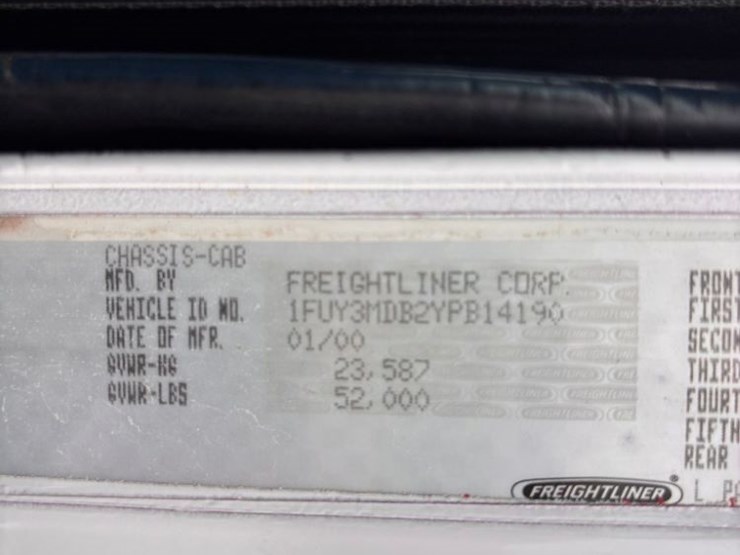 CHASSIS-CAB
MFD. BY FREIGHTLINER CORP.
VEHICLE ID NO. 1FUY3MDB2YPB14190
DATE OF MFR. 01/00
GVWR-KG 23,587
GVWR-LBS 52,000
FRONT
FIRST
SECON
THIRD
FOURT
FIFTH
REAR
FREIGHTLINER
L